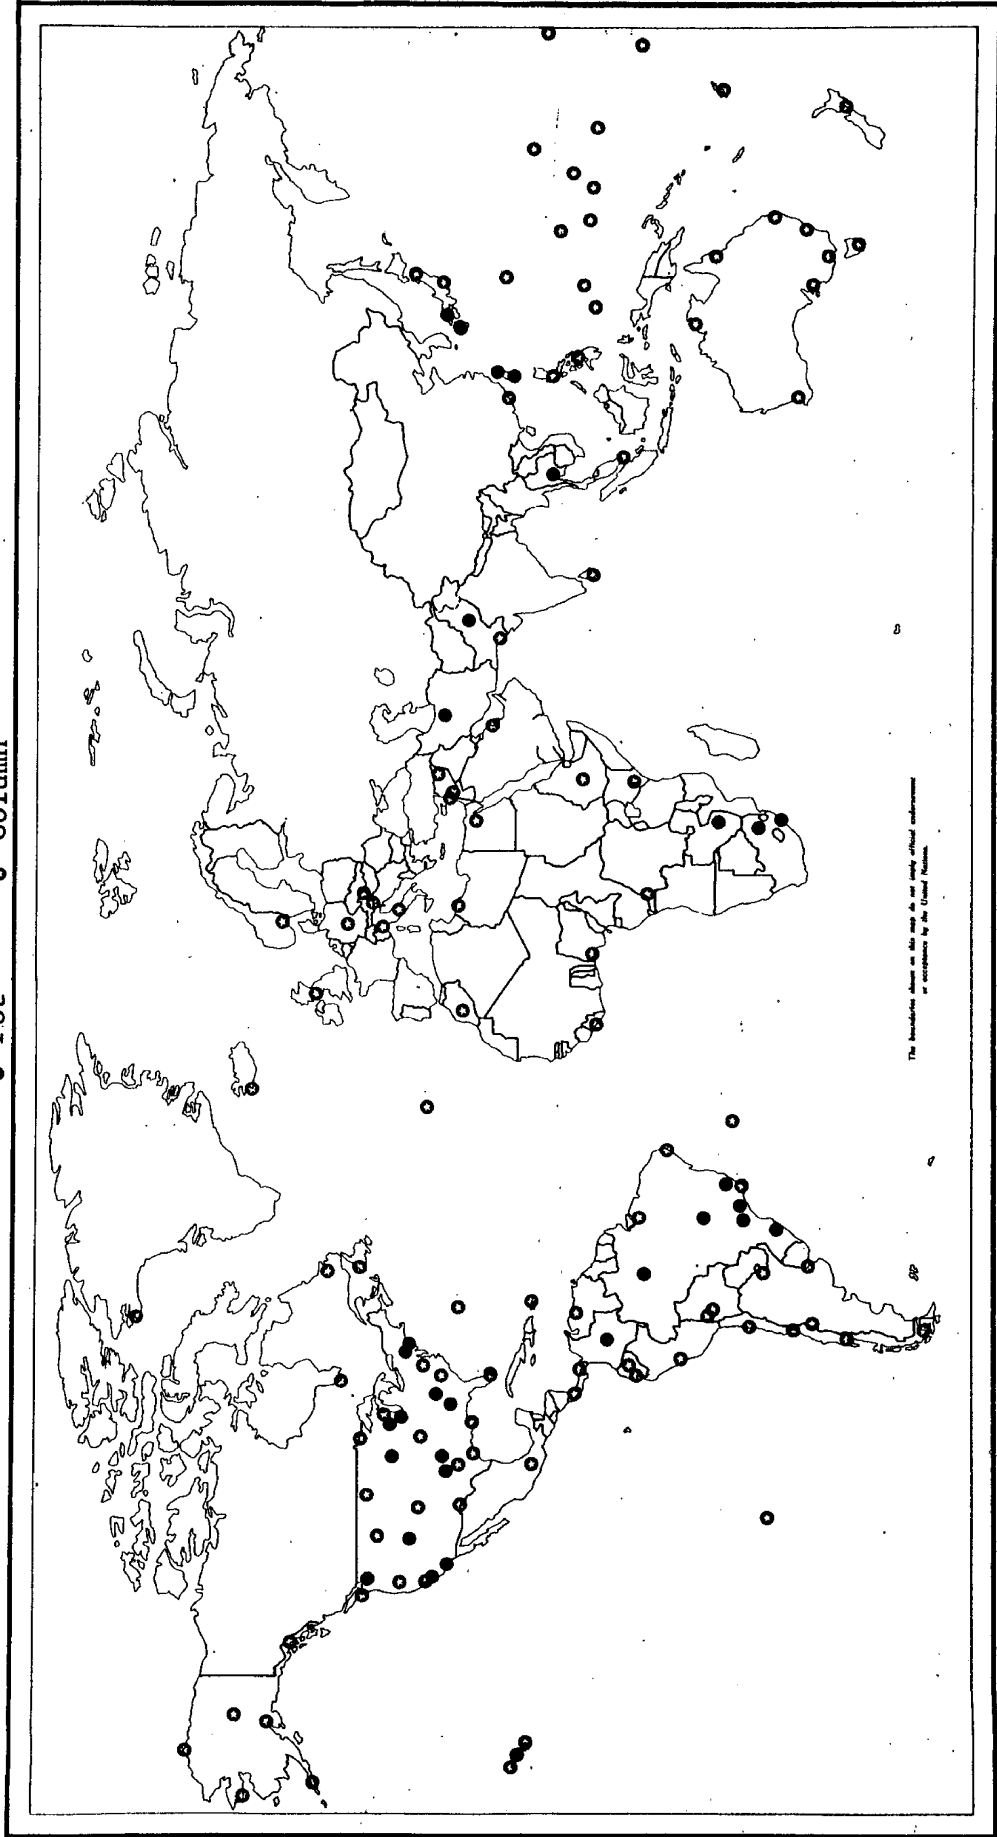 The boundaries shown on this map do not imply official endorsement
or acceptance by the United Nations.